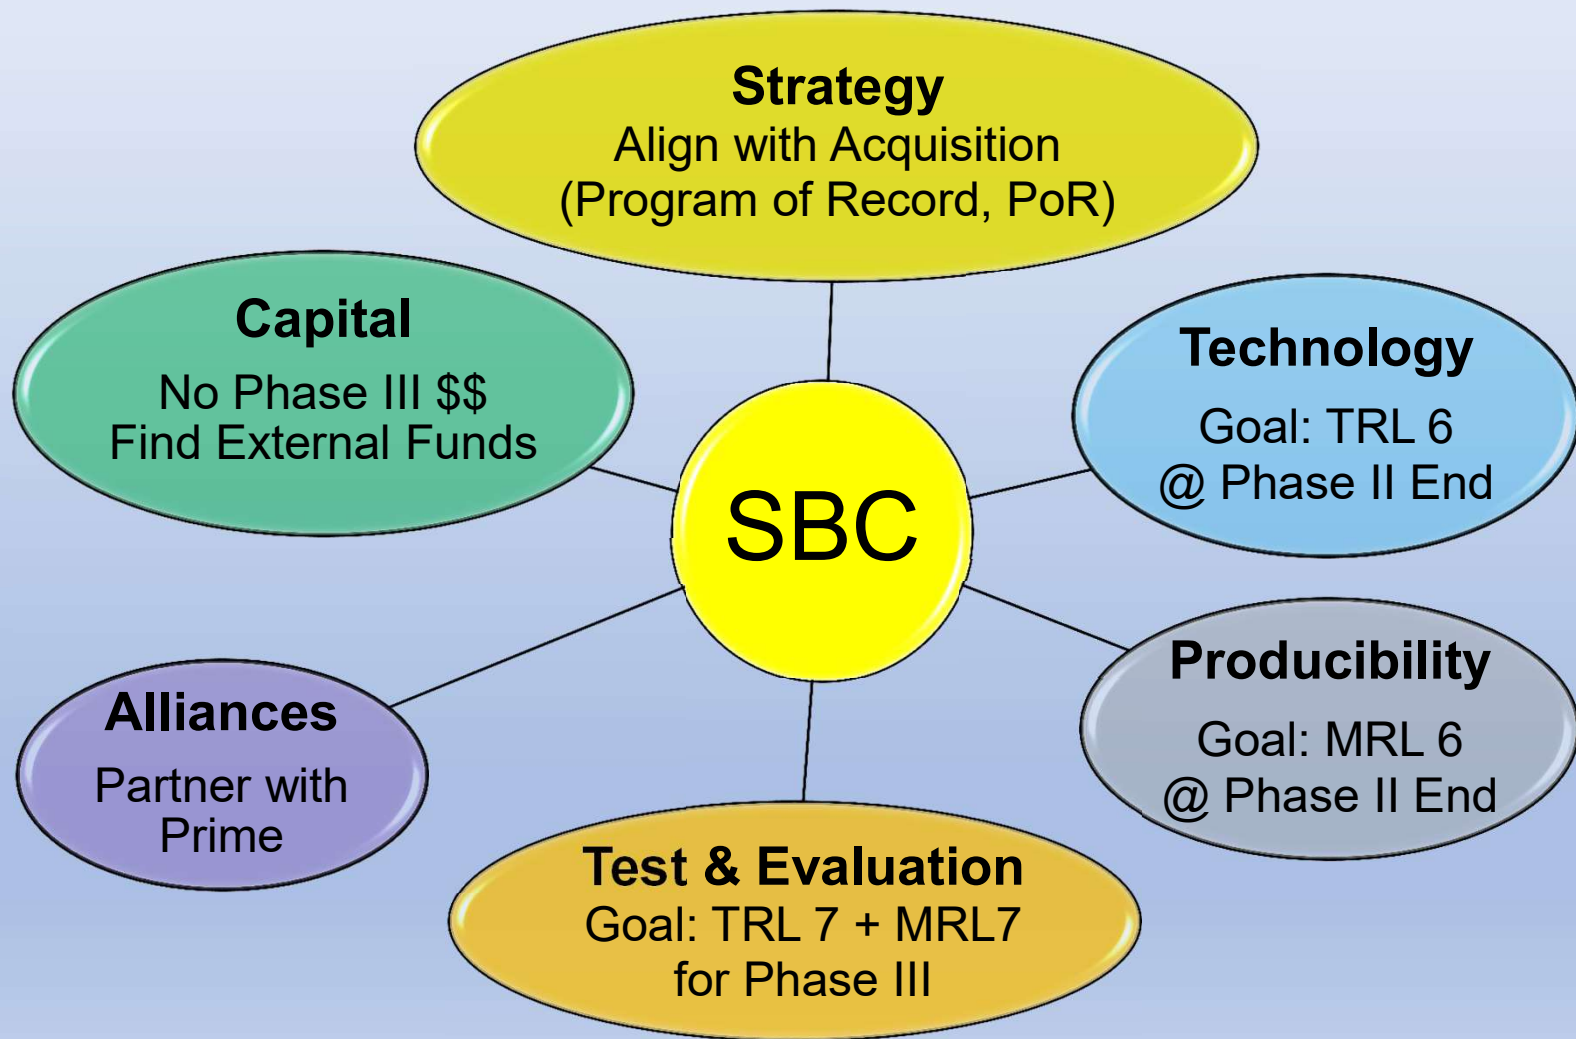 Strategy
Align with Acquisition
(Program of Record, PoR)
Capital
No Phase III $$
Find External Funds
Technology
Goal: TRL 6
@ Phase II End
SBC
Alliances
Partner with
Prime
Producibility
Goal: MRL 6
@ Phase II End
Test & Evaluation
Goal: TRL 7 + MRL7
for Phase III